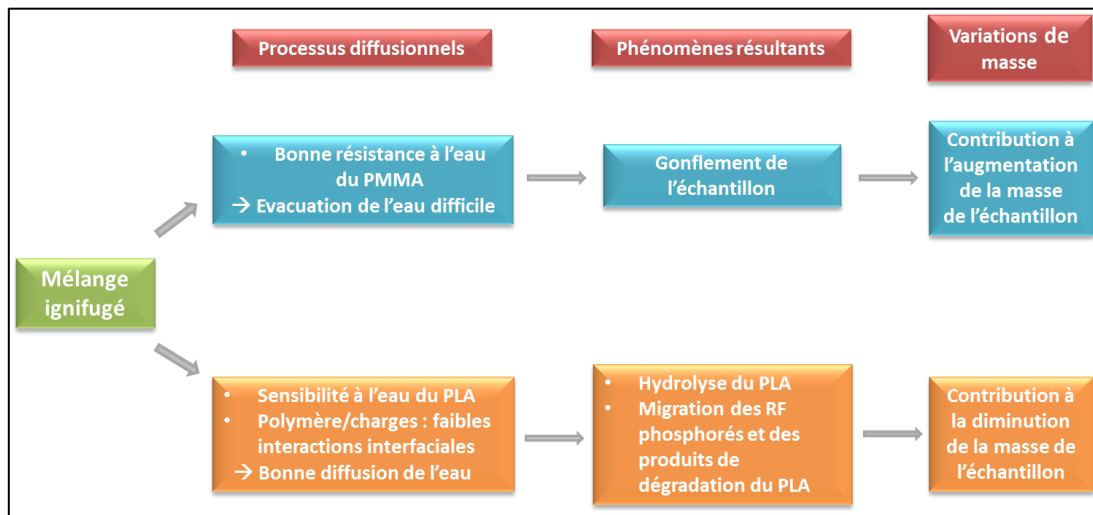 Processus diffusionnels
Phénomènes résultants
Variations de
masse
• Bonne résistance à l'eau
du PMMA
→ Evacuation de l'eau difficile
Gonflement de
l'échantillon
Contribution à
l'augmentation
de la masse
de l'échantillon
Mélange
ignifugé
• Sensibilité à l'eau du PLA
• Polymère/charges : faibles
interactions interfaciales
→ Bonne diffusion de l'eau
• Hydrolyse du PLA
• Migration des RF
phosphorés et des
produits de
dégradation du PLA
Contribution à
la diminution
de la masse de
l'échantillon